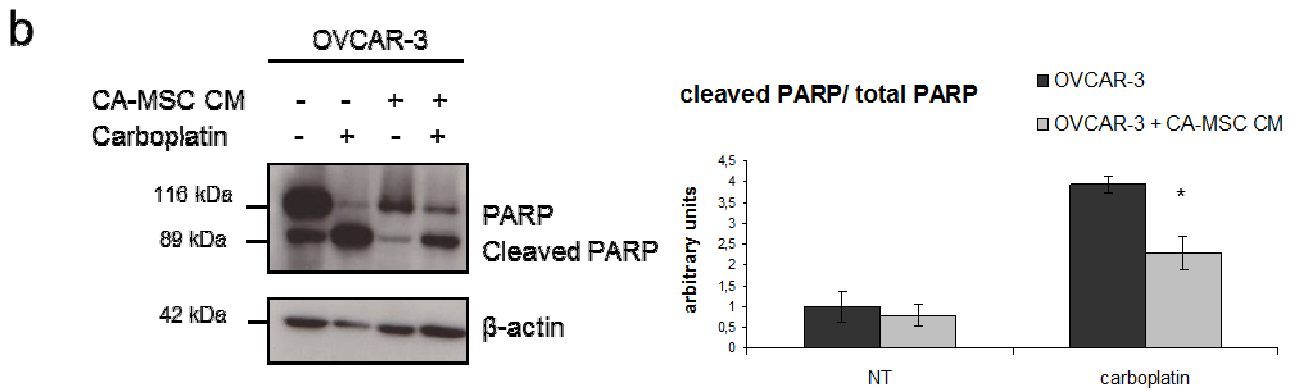 b
OVCAR-3
CA-MSC CM - - + +
Carboplatin - + - +
116 kDa
PARP
89 kDa
Cleaved PARP
42 kDa
β-actin
cleaved PARP/ total PARP
OVCAR-3
OVCAR-3 + CA-MSC CM
arbitrary units
4,5
4
3,5
3
2,5
2
1,5
1
0,5
0
*
NT
carboplatin